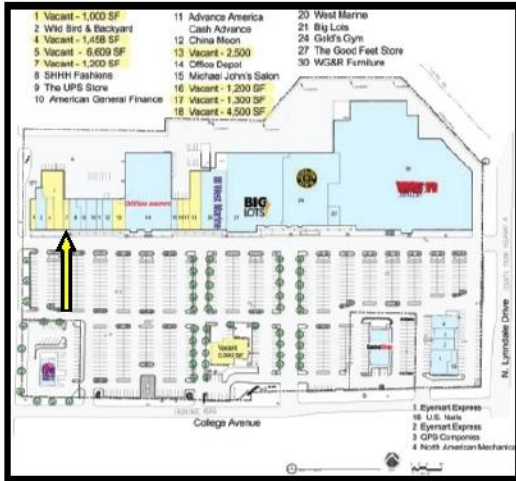 1 Vacant - 1,000 SF
2 Wild Bird & Backyard
4 Vacant - 1,458 SF
5 Vacant - 6,609 SF
7 Vacant - 1,200 SF
8 SHHH Fashions
9 The UPS Store
10 American General Finance
11 Advance America
Cash Advance
12 China Moon
13 Vacant - 2,500
14 Office Depot
15 Michael John's Salon
16 Vacant - 1,200 SF
17 Vacant - 1,300 SF
18 Vacant - 4,500 SF
20 West Marine
21 Big Lots
24 Gold's Gym
27 The Good Feet Store
30 WG&R Furniture
West Marine
BIG
LOTS
Vacant
N. Lynndale Drive
College Avenue
1 Eyemart Express
1B U.S. Nails
2 Eyemart Express
3 GPS Companies
4 North American Mechanica